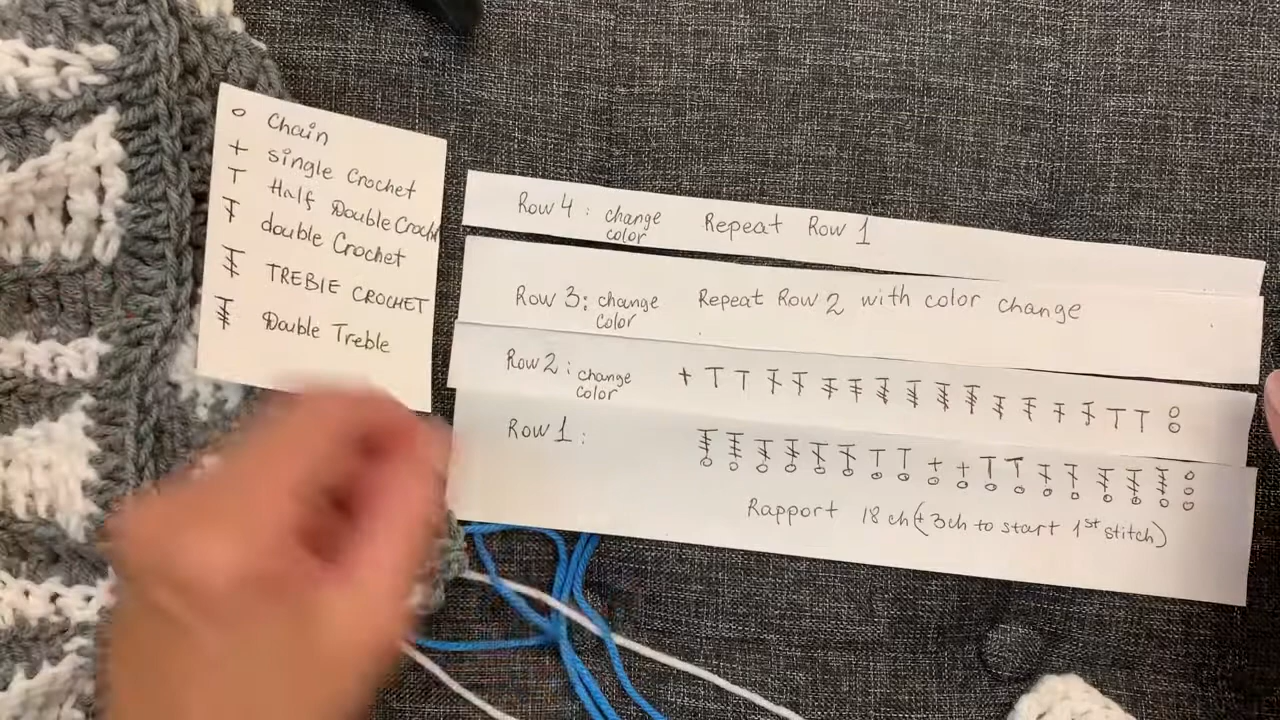 Chain
single Crochet
Half Double Croch
double Crochet
TREBLE CROCHET
Double Treble
Row 4 : change color Repeat Row 1
Row 3: change color Repeat Row 2 with color change
Row 2 : change color
Row 1 :
Rapport 18 ch (+3ch to start 1st stitch)